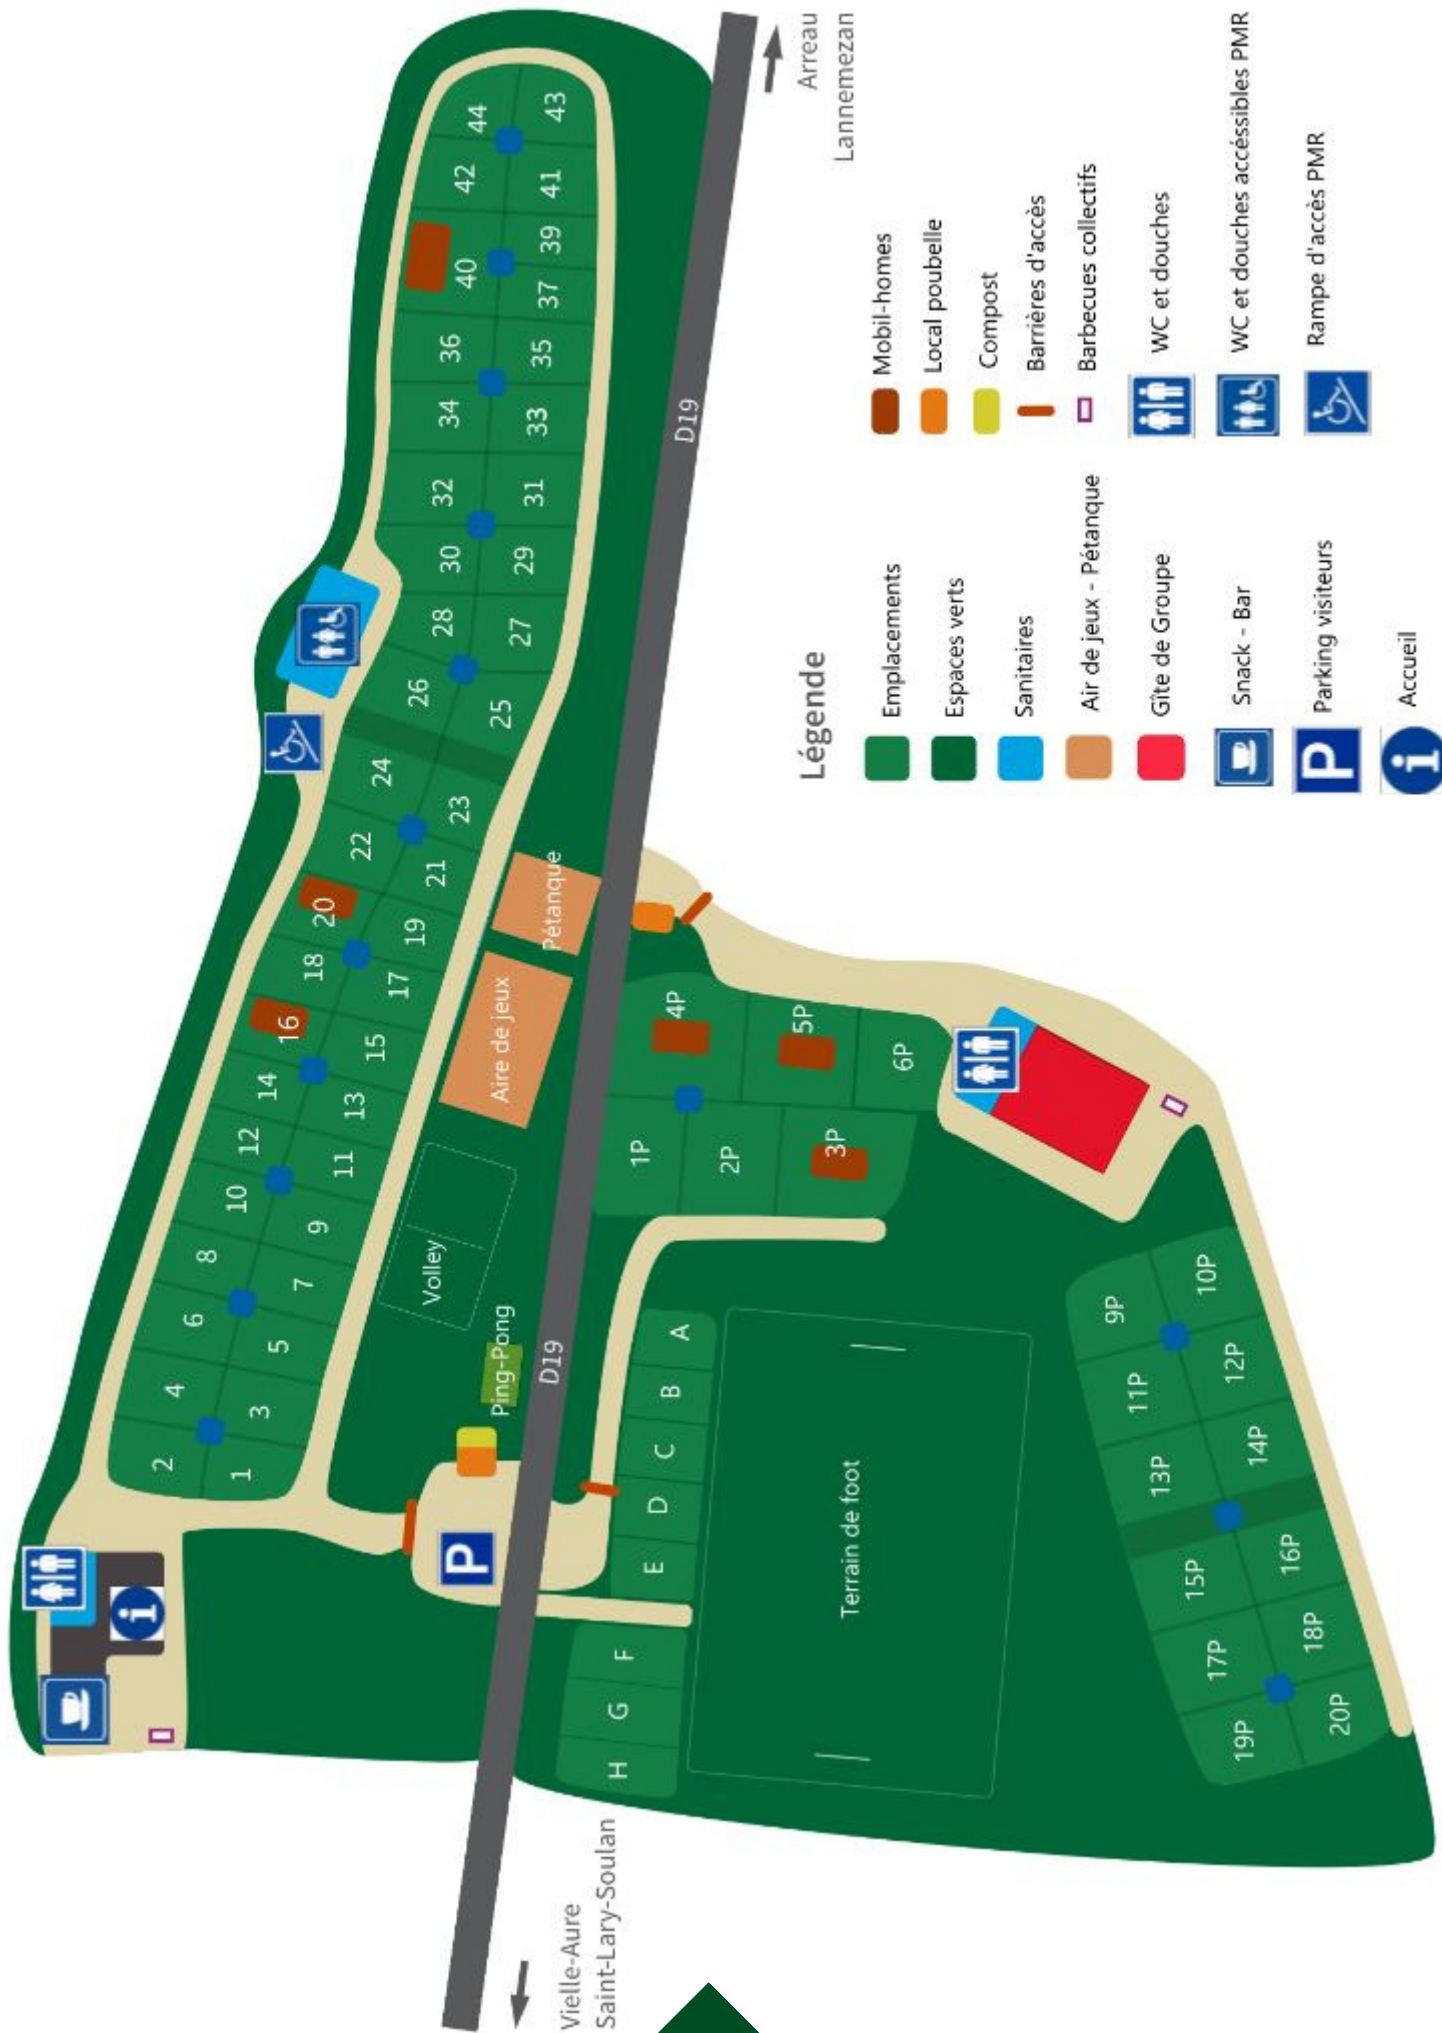 2
4
6
8
10
12
14
16
18
20
22
24
26
28
30
32
34
36
40
42
44
1
3
5
7
9
11
13
15
17
19
21
23
25
27
29
31
33
35
37
39
41
43
Volley
Aire de jeux
Pétanque
Ping-Pong
P
i
D19
D19
Arreau
Lannemezan
Vielle-Aure
Saint-Lary-Soulan
1P
4P
2P
5P
3P
6P
H
G
F
E
D
C
B
A
Terrain de foot
19P
17P
15P
13P
11P
9P
20P
18P
16P
14P
12P
10P
Légende
Emplacements
Espaces verts
Sanitaires
Air de jeux - Pétanque
Gîte de Groupe
Snack - Bar
P Parking visiteurs
i Accueil
Mobil-homes
Local poubelle
Compost
Barrières d'accès
Barbecues collectifs
WC et douches
WC et douches accéssibles PMR
Rampe d'accès PMR